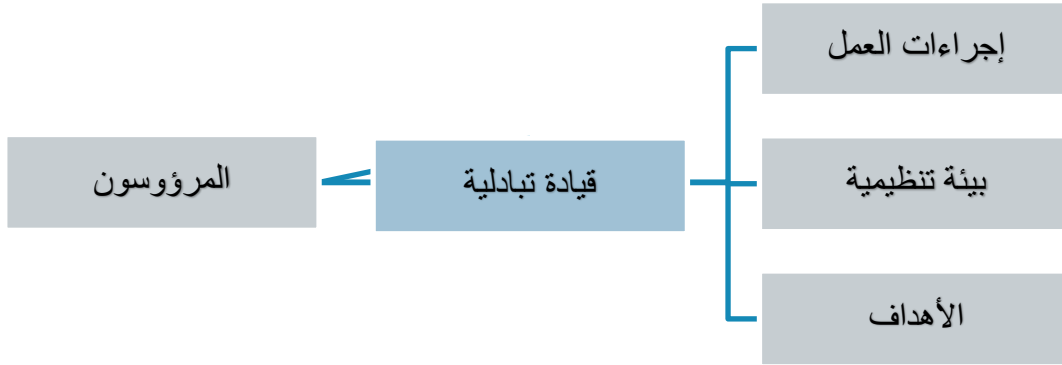 إجراءات العمل
بيئة تنظيمية
الأهداف
قيادة تبادلية
المرؤوسون